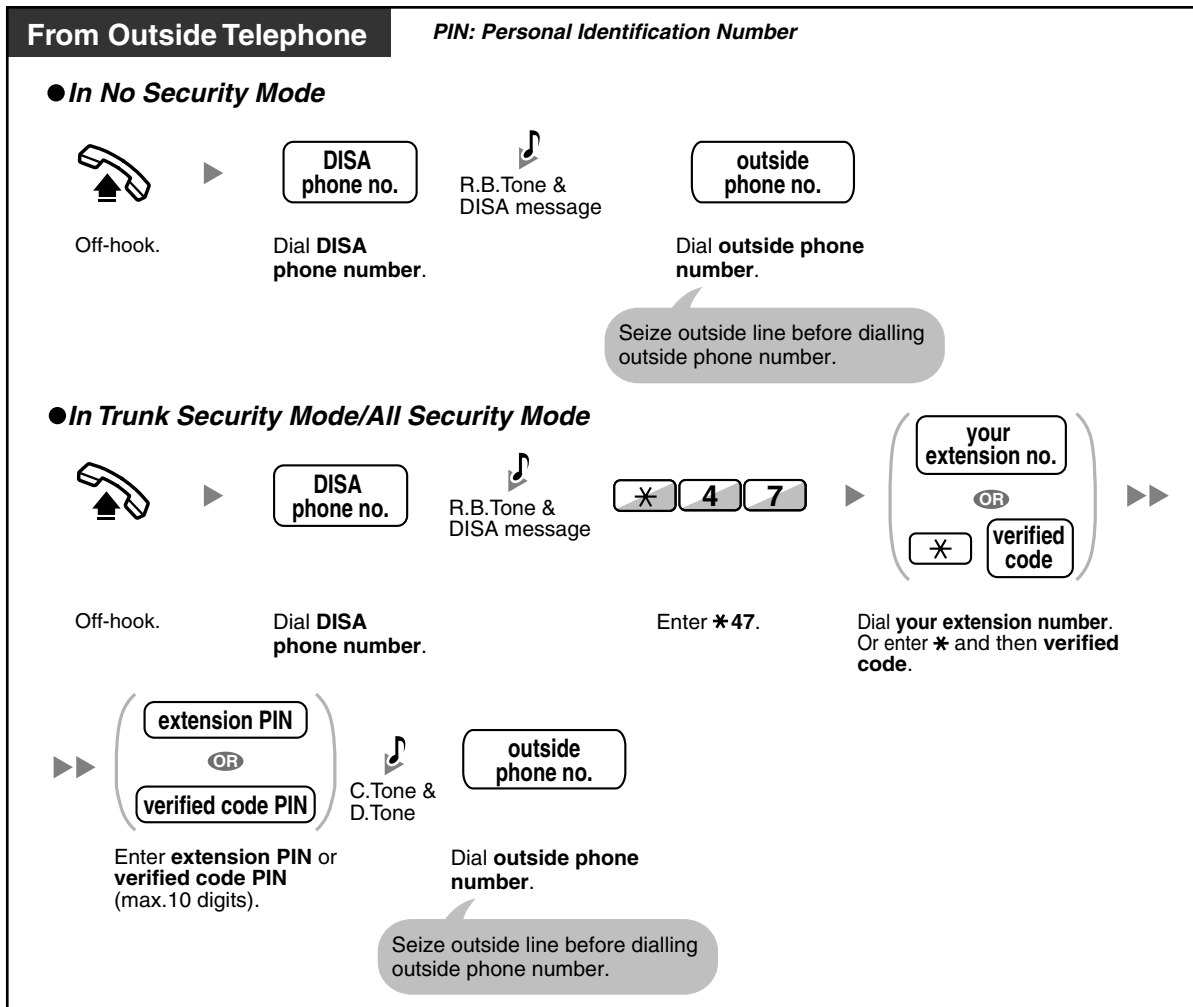 From Outside Telephone
PIN: Personal Identification Number
●In No Security Mode
DISA
phone no.
R.B.Tone &
DISA message
outside
phone no.
Off-hook.
Dial DISA
phone number.
Dial outside phone
number.
Seize outside line before dialling
outside phone number.
●In Trunk Security Mode/All Security Mode
DISA
phone no.
R.B.Tone &
DISA message
* 4 7
your
extension no.
OR
* verified
code
Off-hook.
Dial DISA
phone number.
Enter *47.
Dial your extension number.
Or enter * and then verified
code.
extension PIN
OR
verified code PIN
C.Tone &
D.Tone
outside
phone no.
Enter extension PIN or
verified code PIN
(max.10 digits).
Dial outside phone
number.
Seize outside line before dialling
outside phone number.